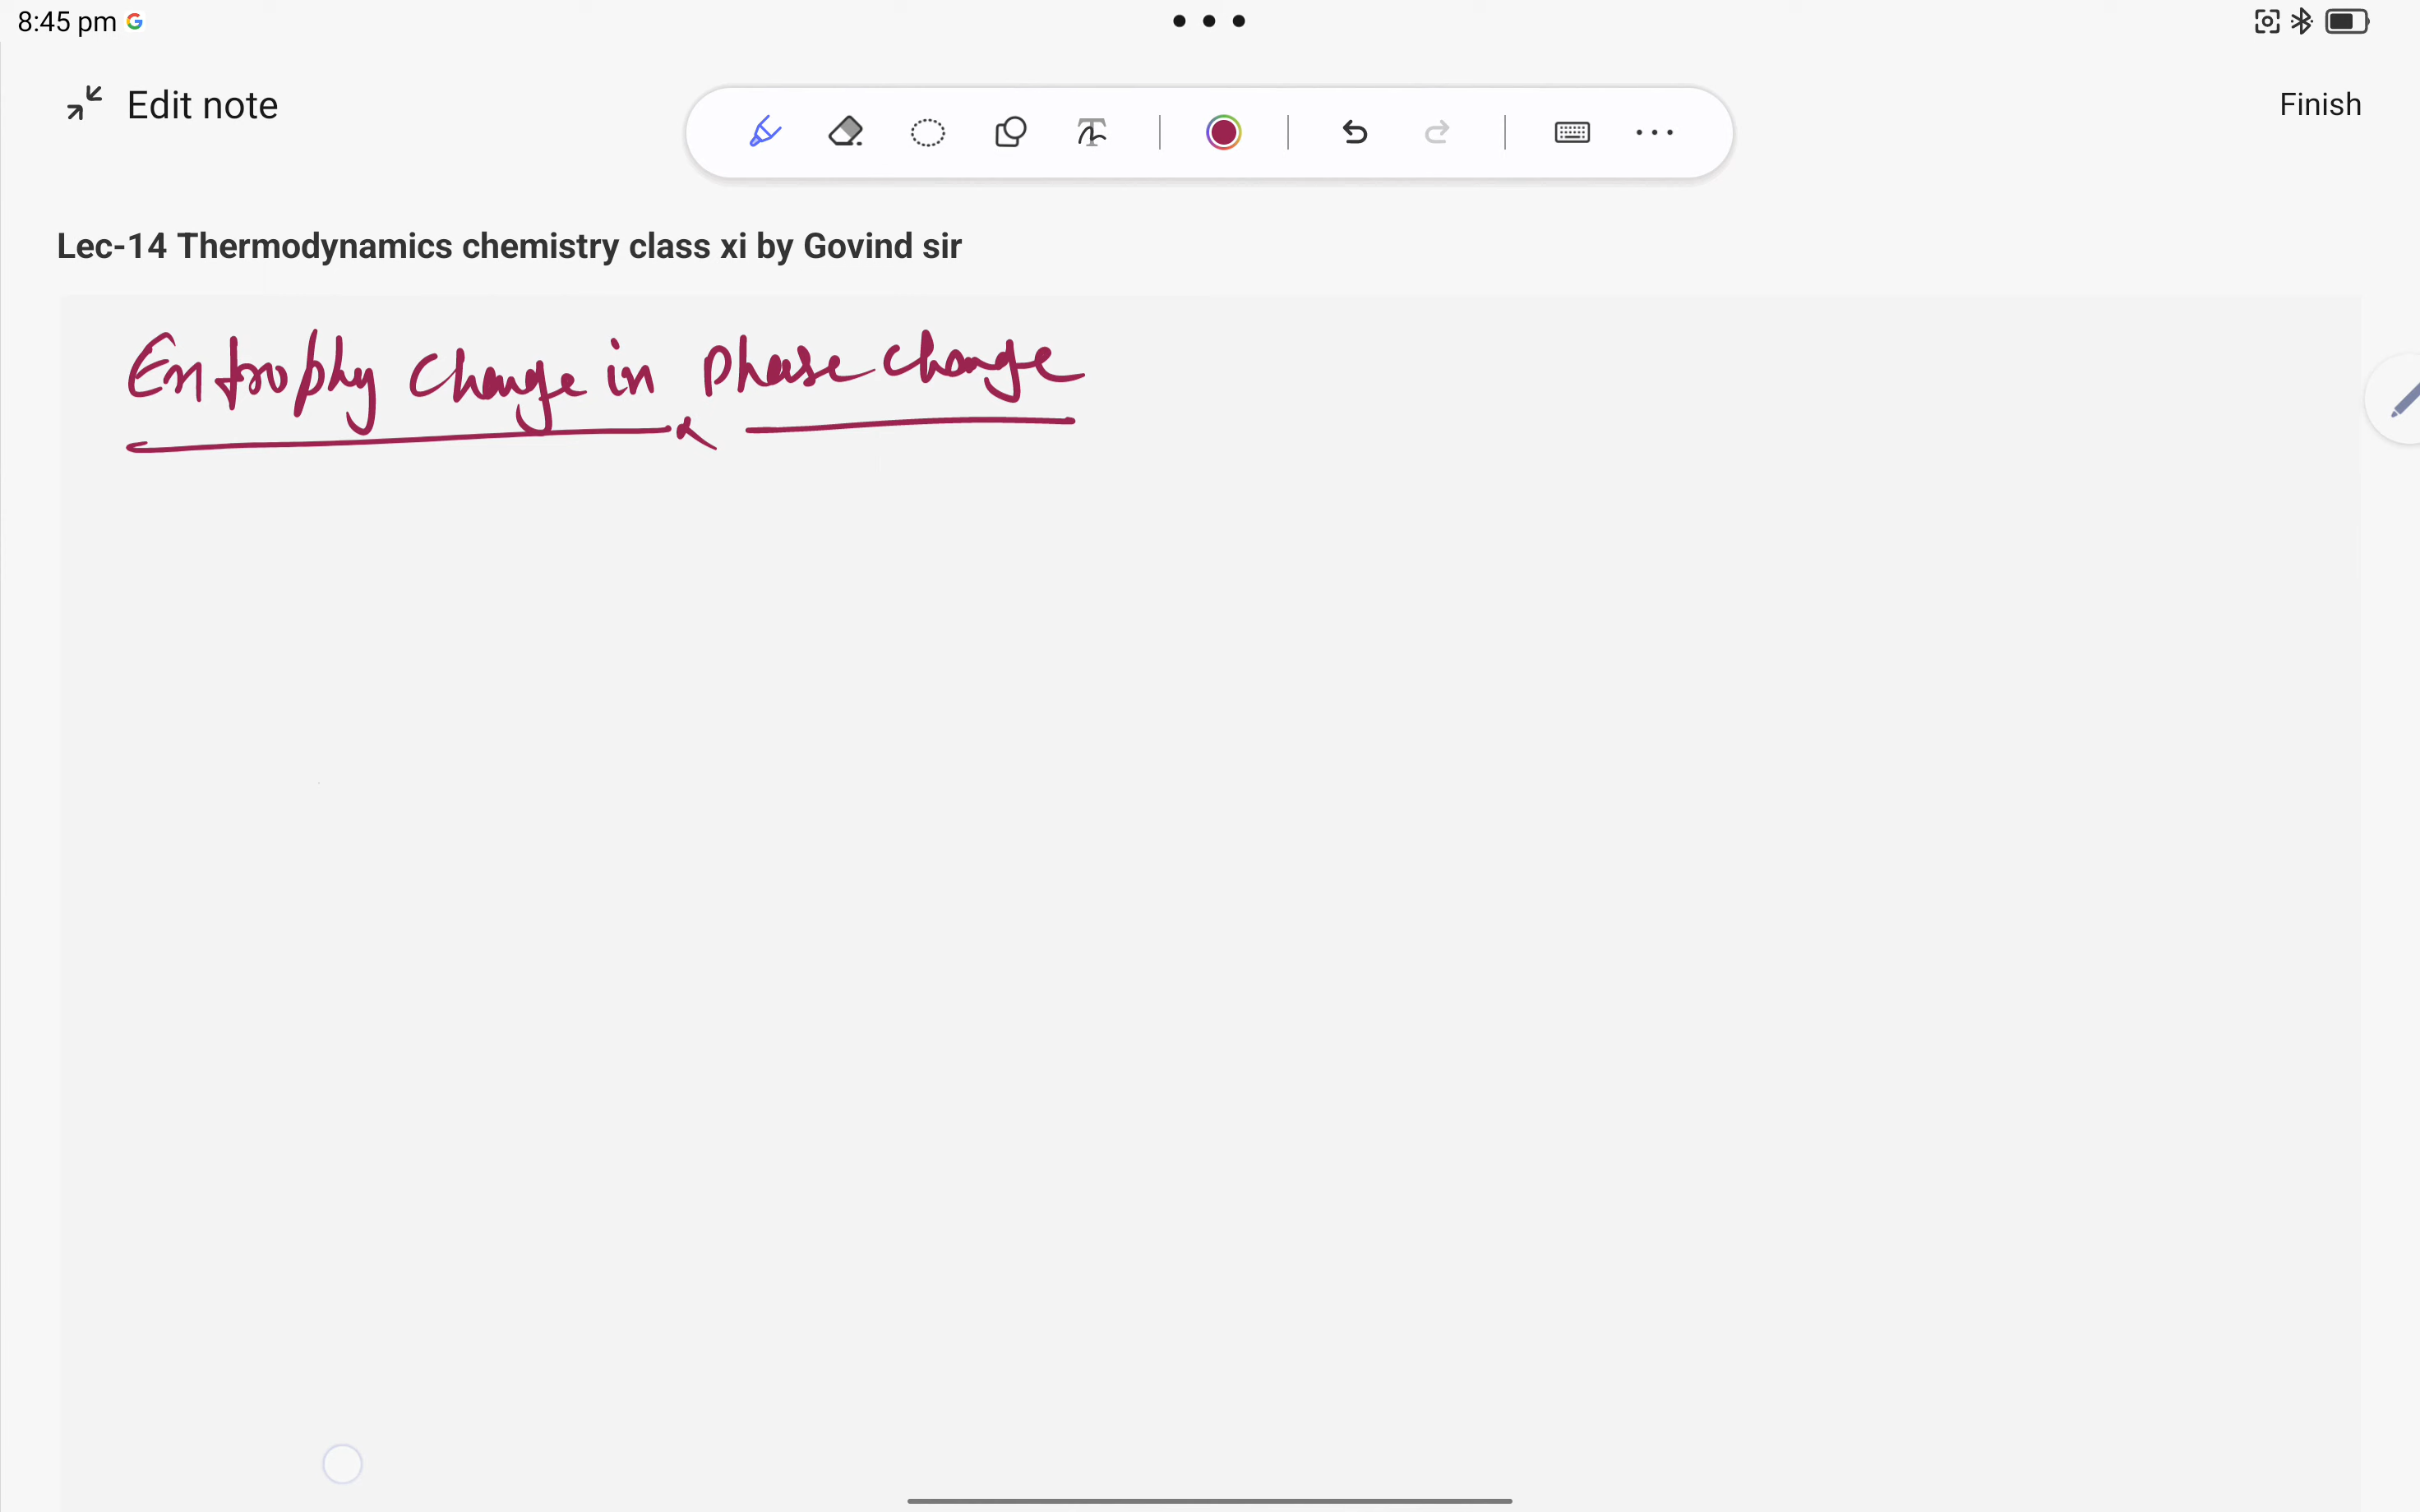 8:45 pm
Edit note
Finish
Lec-14 Thermodynamics chemistry class xi by Govind sir
Entrophy change in phase change